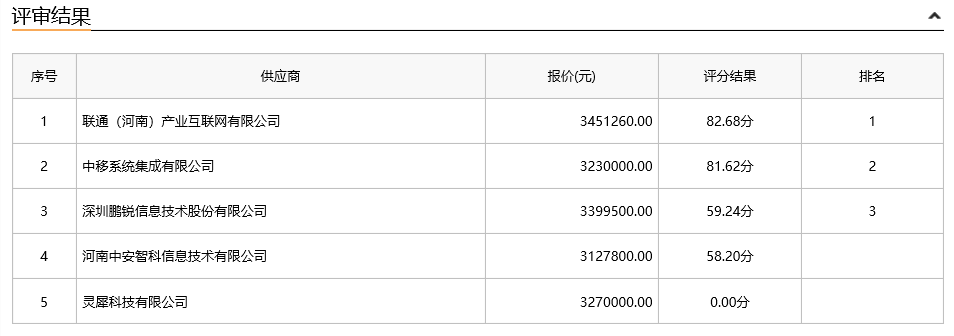 评审结果
序号 供应商 报价(元) 评分结果 排名
1 联通（河南）产业互联网有限公司 3451260.00 82.68分 1
2 中移系统集成有限公司 3230000.00 81.62分 2
3 深圳鹏锐信息技术股份有限公司 3399500.00 59.24分 3
4 河南中安智科信息技术有限公司 3127800.00 58.20分
5 灵犀科技有限公司 3270000.00 0.00分